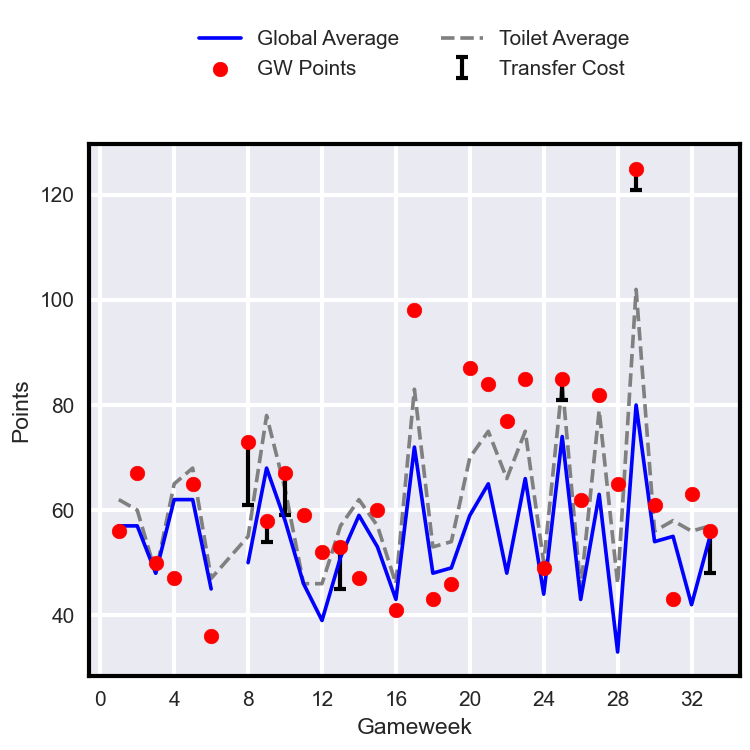 Global Average Toilet Average
GW Points Transfer Cost
120
100
80
60
40
Points
0 4 8 12 16 20 24 28 32
Gameweek